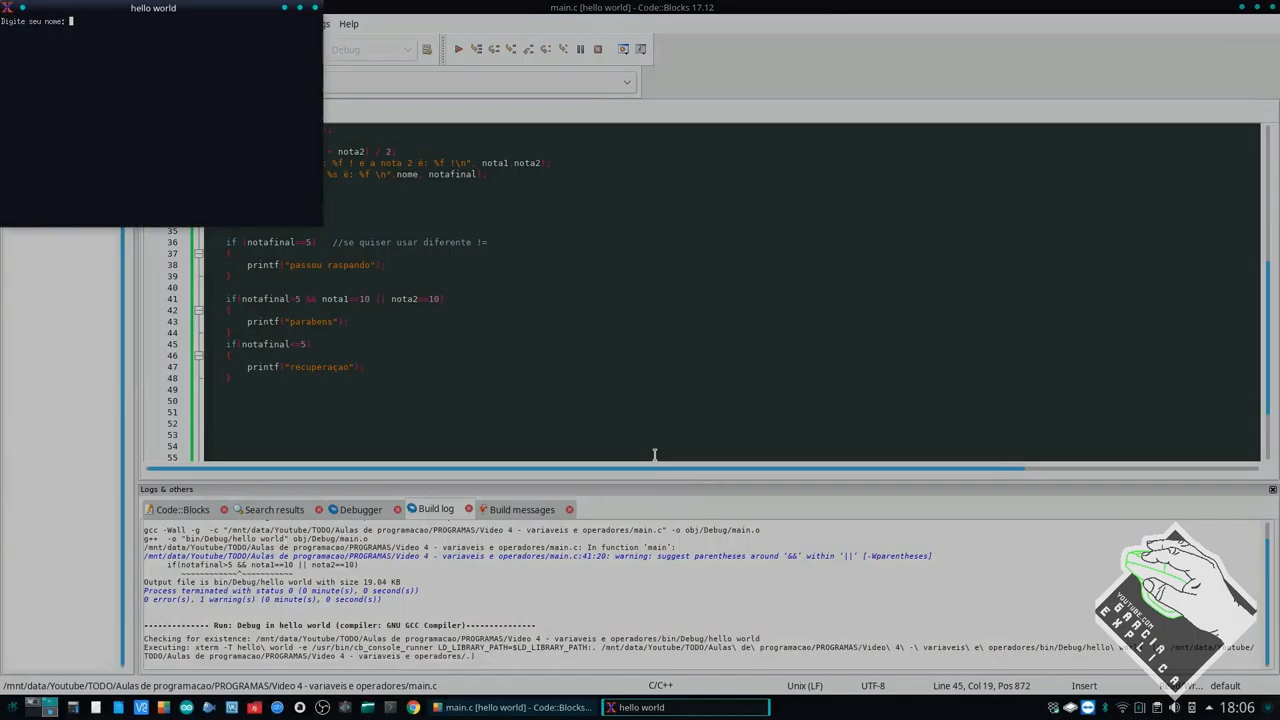 hello world
main.c [hello world] - Code::Blocks 17.12
Digite seu nome:
Help
Debug
nota2) / 2;
: %f ! e a nota 2 é: %f !\n", nota1,nota2);
%s é: %f \n",nome, notafinal);
35
36 if (notafinal==5) //se quiser usar diferente !=
37 {
38 printf("passou raspando");
39 }
40
41 if(notafinal>5 && nota1==10 || nota2==10)
42 {
43 printf("parabens");
44 }
45 if(notafinal<=5)
46 {
47 printf("recuperaçao");
48 }
49
50
51
52
53
54
55
Logs & others
Code::Blocks Search results Debugger Build log Build messages
gcc -Wall -g -c "/mnt/data/Youtube/TODO/Aulas de programacao/PROGRAMAS/Video 4 - variaveis e operadores/main.c" -o obj/Debug/main.o
g++ -o "bin/Debug/hello world" obj/Debug/main.o
/mnt/data/Youtube/TODO/Aulas de programacao/PROGRAMAS/Video 4 - variaveis e operadores/main.c: In function 'main':
/mnt/data/Youtube/TODO/Aulas de programacao/PROGRAMAS/Video 4 - variaveis e operadores/main.c:41:20: warning: suggest parentheses around '&&' within '||' [-Wparentheses]
if(notafinal>5 && nota1==10 || nota2==10)
~~~~~~~~~~~~^~~~~~~~~~~~
Output file is bin/Debug/hello world with size 19.04 KB
Process terminated with status 0 (0 minute(s), 0 second(s))
0 error(s), 1 warning(s) (0 minute(s), 0 second(s))
-------------- Run: Debug in hello world (compiler: GNU GCC Compiler)---------------
Checking for existence: /mnt/data/Youtube/TODO/Aulas de programacao/PROGRAMAS/Video 4 - variaveis e operadores/bin/Debug/hello world
Executing: xterm -T hello\ world -e /usr/bin/cb_console_runner LD_LIBRARY_PATH=$LD_LIBRARY_PATH:. /mnt/data/Youtube/TODO/Aulas\ de\ programacao/PROGRAMAS/Video\ 4\ -\ variaveis\ e\ operadores/bin/Debug/hello\
TODO/Aulas de programacao/PROGRAMAS/Video 4 - variaveis e operadores/.)
YOUTUBE.COM
EGARCIA
EXPLICA
/mnt/data/Youtube/TODO/Aulas de programacao/PROGRAMAS/Video 4 - variaveis e operadores/main.c C/C++ Unix (LF) UTF-8 Line 45, Col 19, Pos 872 Insert default
main.c [hello world] - Code::Blocks... hello world 18:06